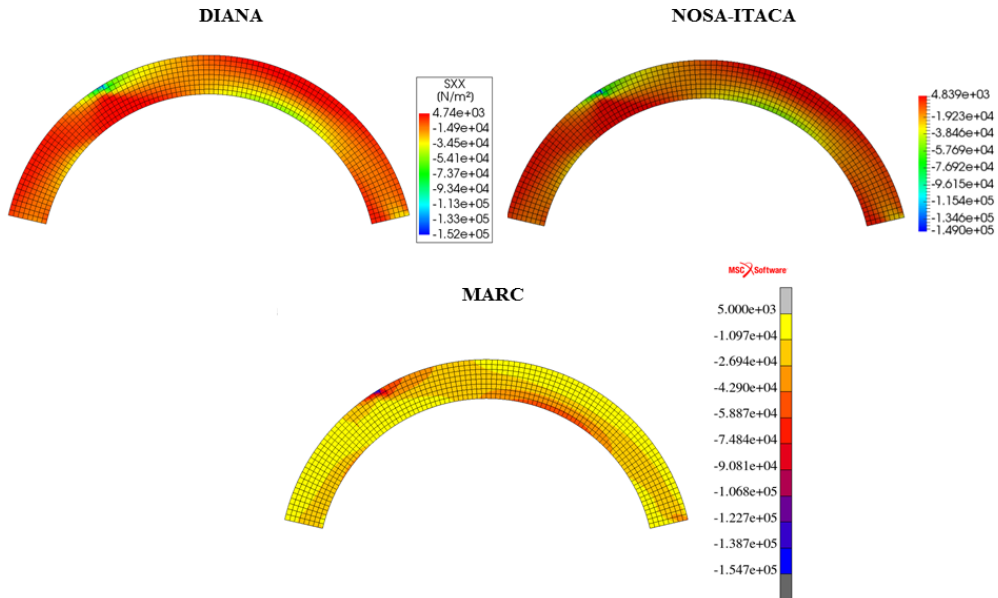 DIANA
NOSA-ITACA
SXX
(N/m²)
4.74e+03
-1.49e+04
-3.45e+04
-5.41e+04
-7.37e+04
-9.34e+04
-1.13e+05
-1.33e+05
-1.52e+05
4.839e+03
-1.923e+04
-3.846e+04
-5.769e+04
-7.692e+04
-9.615e+04
-1.154e+05
-1.346e+05
-1.490e+05
MSC Software
MARC
5.000e+03
-1.097e+04
-2.694e+04
-4.290e+04
-5.887e+04
-7.484e+04
-9.081e+04
-1.068e+05
-1.227e+05
-1.387e+05
-1.547e+05